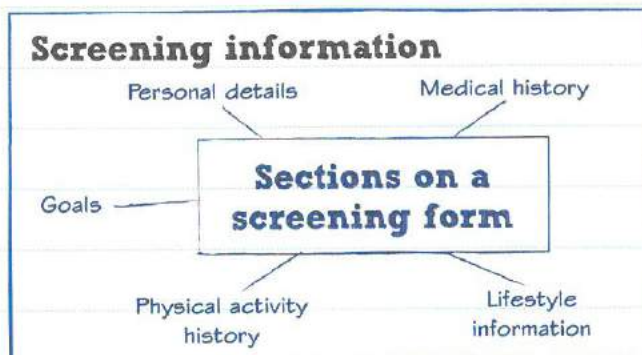 Screening information
Personal details
Medical history
Goals
Sections on a
screening form
Physical activity
history
Lifestyle
information